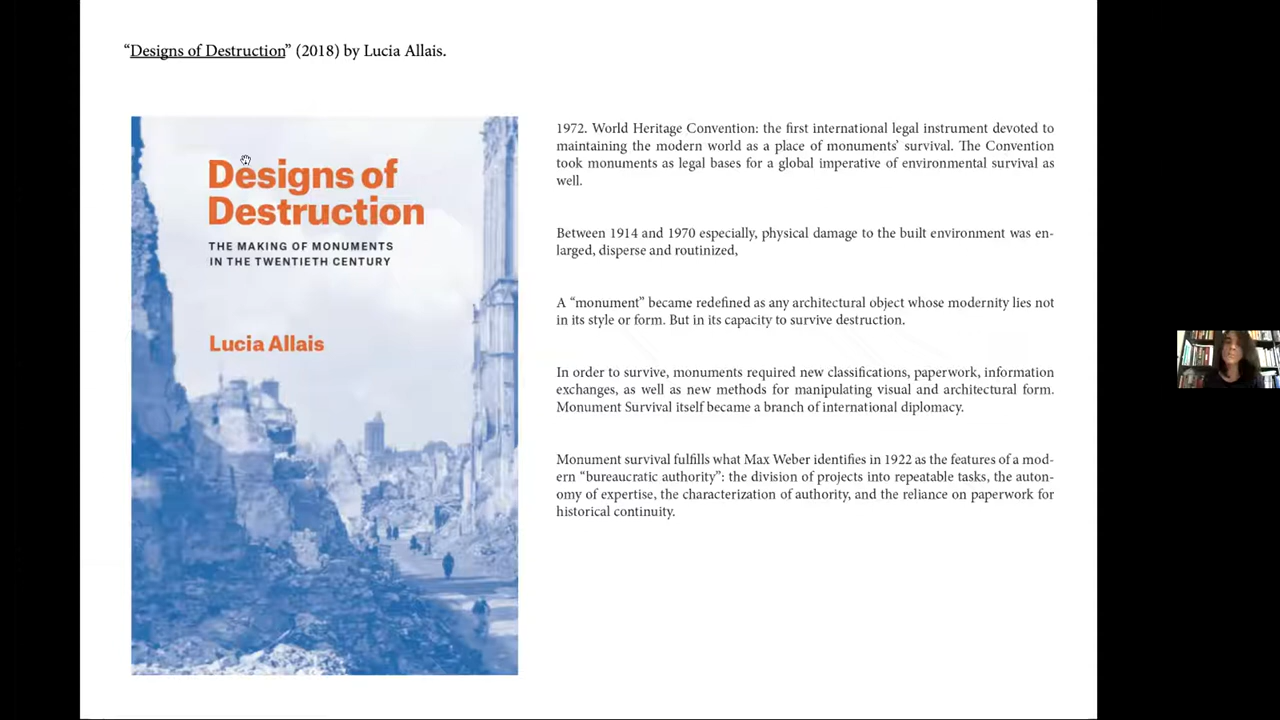 “Designs of Destruction” (2018) by Lucia Allais.
Designs of
Destruction
THE MAKING OF MONUMENTS
IN THE TWENTIETH CENTURY
Lucia Allais
1972. World Heritage Convention: the first international legal instrument devoted to
maintaining the modern world as a place of monuments’ survival. The Convention
took monuments as legal bases for a global imperative of environmental survival as
well.
Between 1914 and 1970 especially, physical damage to the built environment was en-
larged, disperse and routinized,
A “monument” became redefined as any architectural object whose modernity lies not
in its style or form. But in its capacity to survive destruction.
In order to survive, monuments required new classifications, paperwork, information
exchanges, as well as new methods for manipulating visual and architectural form.
Monument Survival itself became a branch of international diplomacy.
Monument survival fulfills what Max Weber identifies in 1922 as the features of a mod-
ern “bureaucratic authority”: the division of projects into repeatable tasks, the auton-
omy of expertise, the characterization of authority, and the reliance on paperwork for
historical continuity.